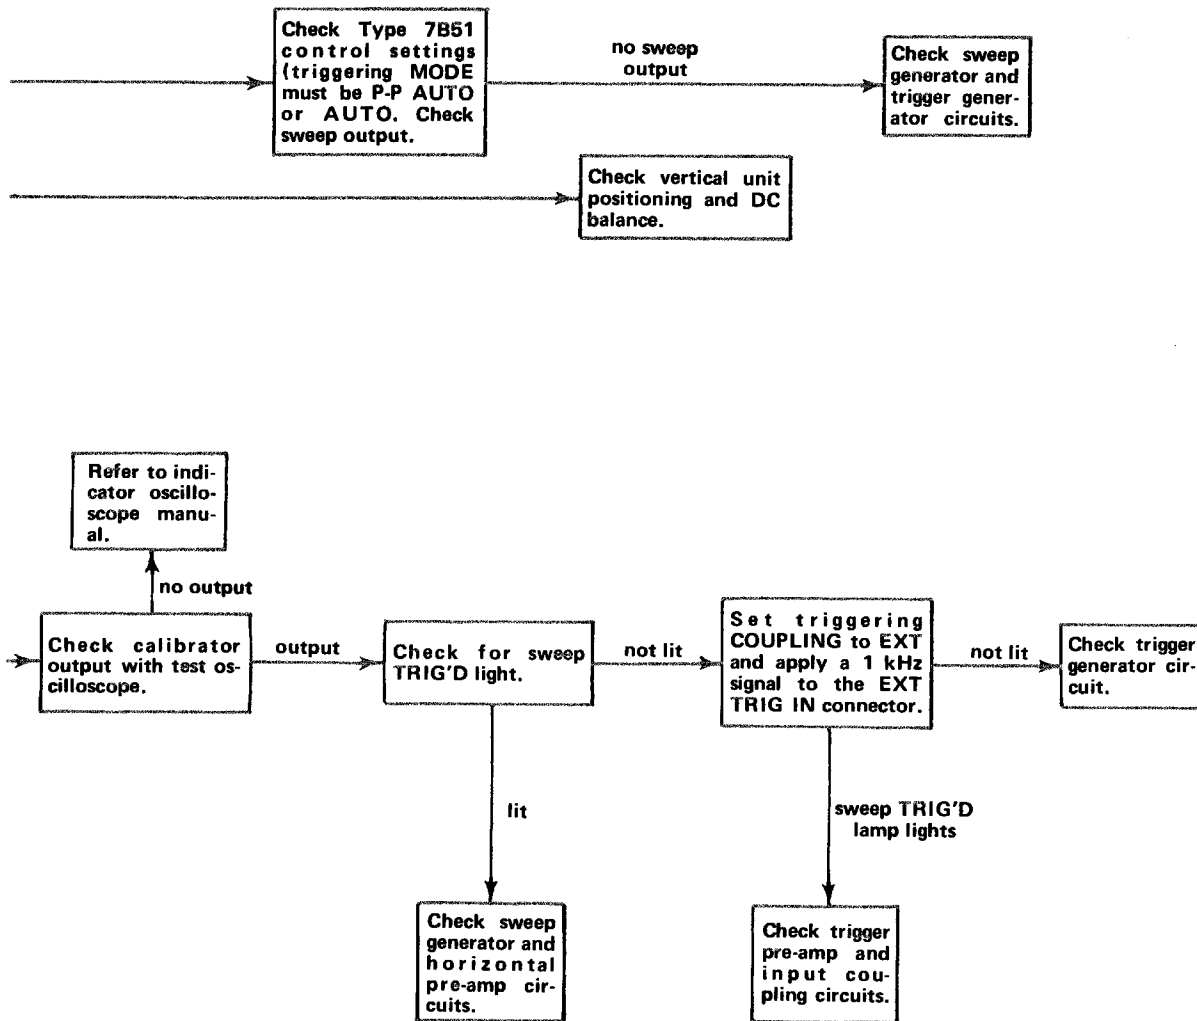 Check Type 7B51
control settings
(triggering MODE
must be P-P AUTO
or AUTO. Check
sweep output.
no sweep
output
Check sweep
generator and
trigger gener-
ator circuits.
Check vertical unit
positioning and DC
balance.
Refer to indi-
cator oscillo-
scope manu-
al.
no output
Check calibrator
output with test os-
cilloscope.
output
Check for sweep
TRIG'D light.
not lit
Set triggering
COUPLING to EXT
and apply a 1 kHz
signal to the EXT
TRIG IN connector.
not lit
Check trigger
generator cir-
cuit.
lit
sweep TRIG'D
lamp lights
Check sweep
generator and
horizontal
pre-amp cir-
cuits.
Check trigger
pre-amp and
input cou-
pling circuits.